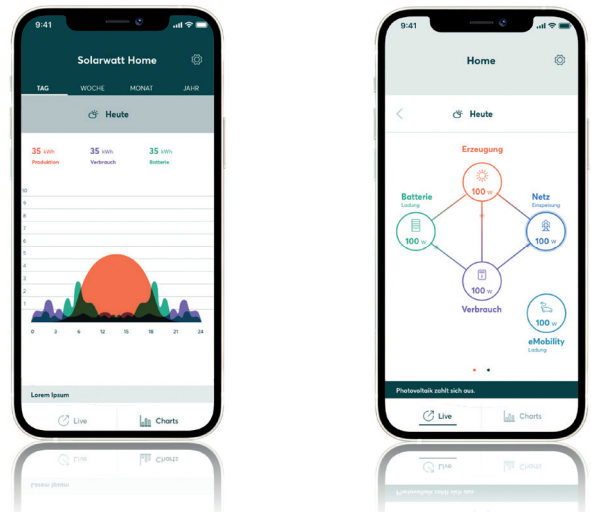 9:41
Solarwatt Home
TAG WOCHE MONAT JAHR
Heute
35 kWh 35 kWh 35 kWh
Produktion Verbrauch Batterie
10
9
8
7
6
5
4
3
2
1
0 3 6 12 15 18 21 24
Lorem Ipsum
Live Charts
9:41
Home
Heute
Erzeugung
100 W
Batterie
Ladung
100 W
Netz
Einspeisung
100 W
100 W
Verbrauch
100 W
eMobility
Ladung
Photovoltaik zahlt sich aus.
Live Charts